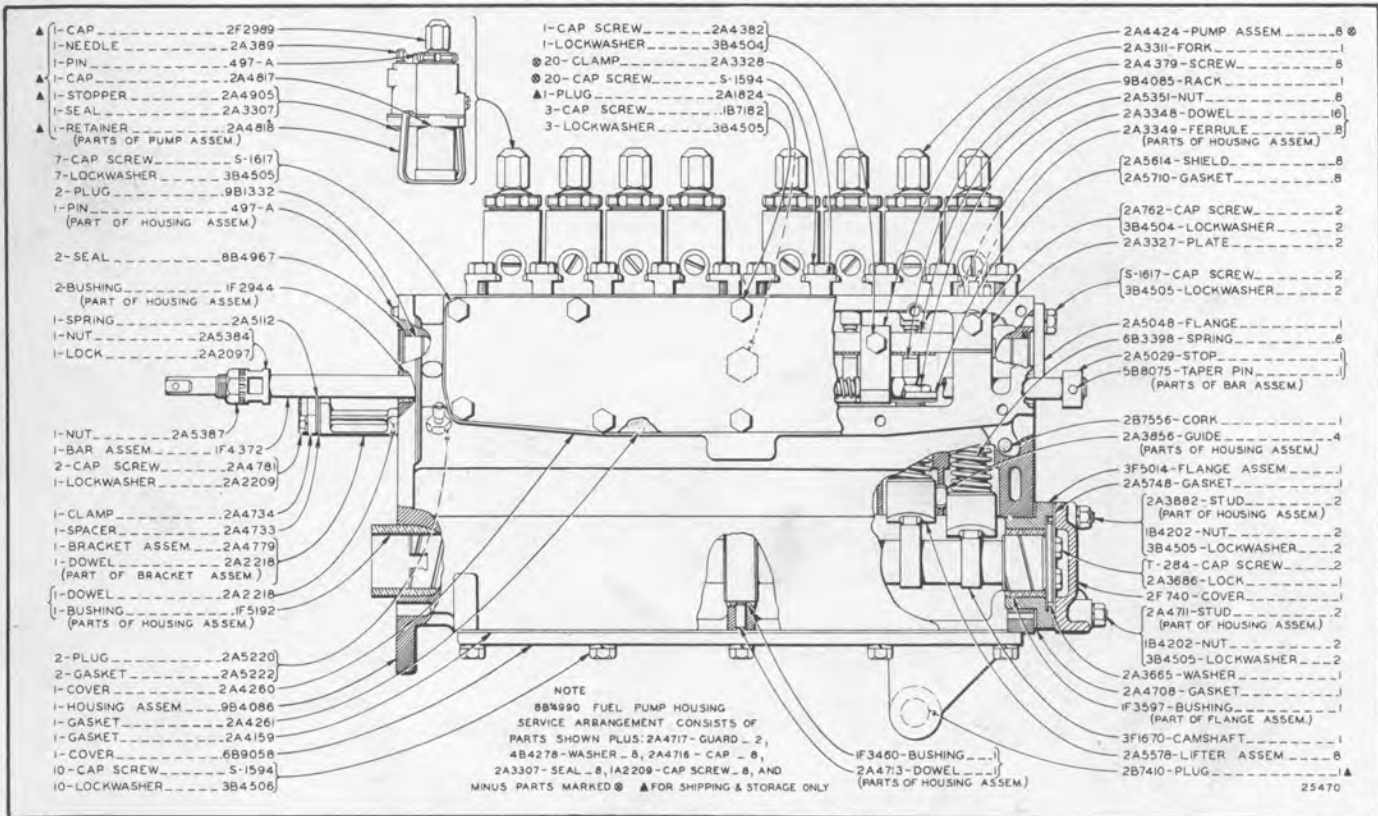 ▲ 1-CAP 2F2989
1-NEEDLE 2A389
1-PIN 497-A
▲ 1-CAP 2A4817
▲ 1-STOPPER 2A4905
1-SEAL 2A3307
▲ 1-RETAINER 2A4818
(PARTS OF PUMP ASSEM.)
7-CAP SCREW S-1617
7-LOCKWASHER 3B4505
2-PLUG 9B1332
1-PIN 497-A
(PART OF HOUSING ASSEM.)
2-SEAL 8B4967
2-BUSHING 1F2944
(PART OF HOUSING ASSEM.)
1-SPRING 2A5112
1-NUT 2A5384
1-LOCK 2A2097
1-NUT 2A5387
1-BAR ASSEM. 1F4372
2-CAP SCREW 2A4781
1-LOCKWASHER 2A2209
1-CLAMP 2A4734
1-SPACER 2A4733
1-BRACKET ASSEM. 2A4779
1-DOWEL 2A2218
(PART OF BRACKET ASSEM.)
1-DOWEL 2A2218
1-BUSHING 1F5192
(PARTS OF HOUSING ASSEM.)
2-PLUG 2A5220
2-GASKET 2A5222
1-COVER 2A4260
1-HOUSING ASSEM. 9B4086
1-GASKET 2A4261
1-GASKET 2A4159
1-COVER 6B9058
10-CAP SCREW S-1594
10-LOCKWASHER 3B4506
1-CAP SCREW 2A4382
1-LOCKWASHER 3B4504
⊗ 20-CLAMP 2A3328
⊗ 20-CAP SCREW S-1594
▲ 1-PLUG 2A1824
3-CAP SCREW 1B7182
3-LOCKWASHER 3B4505
NOTE
8B4990 FUEL PUMP HOUSING
SERVICE ARRANGEMENT CONSISTS OF
PARTS SHOWN PLUS: 2A4717-GUARD _ 2,
4B4278-WASHER _ 8, 2A4716 - CAP _ 8,
2A3307-SEAL _ 8, 1A2209-CAP SCREW _ 8, AND
MINUS PARTS MARKED ⊗ ▲ FOR SHIPPING & STORAGE ONLY
1F3460-BUSHING 1
2A4713-DOWEL 1
(PARTS OF HOUSING ASSEM.)
2A4424-PUMP ASSEM. 8 ⊗
2A3311-FORK 1
2A4379-SCREW 8
9B4085-RACK 1
2A5351-NUT 8
2A3348-DOWEL 16
2A3349-FERRULE 8
(PARTS OF HOUSING ASSEM.)
2A5614-SHIELD 8
2A5710-GASKET 8
2A762-CAP SCREW 2
3B4504-LOCKWASHER 2
2A3327-PLATE 2
S-1617-CAP SCREW 2
3B4505-LOCKWASHER 2
2A5048-FLANGE 1
6B3398-SPRING 8
2A5029-STOP 1
5B8075-TAPER PIN 1
(PARTS OF BAR ASSEM.)
2B7556-CORK 1
2A3856-GUIDE 4
(PARTS OF HOUSING ASSEM.)
3F5014-FLANGE ASSEM. 1
2A5748-GASKET 1
2A3882-STUD 2
(PART OF HOUSING ASSEM.)
1B4202-NUT 2
3B4505-LOCKWASHER 2
T-284-CAP SCREW 2
2A3686-LOCK 1
2F740-COVER 1
2A4711-STUD 2
(PART OF HOUSING ASSEM.)
1B4202-NUT 2
3B4505-LOCKWASHER 2
2A3665-WASHER 1
2A4708-GASKET 1
1F3597-BUSHING 1
(PART OF FLANGE ASSEM.)
3F1670-CAMSHAFT 1
2A5578-LIFTER ASSEM. 8
2B7410-PLUG 1 ▲
25470